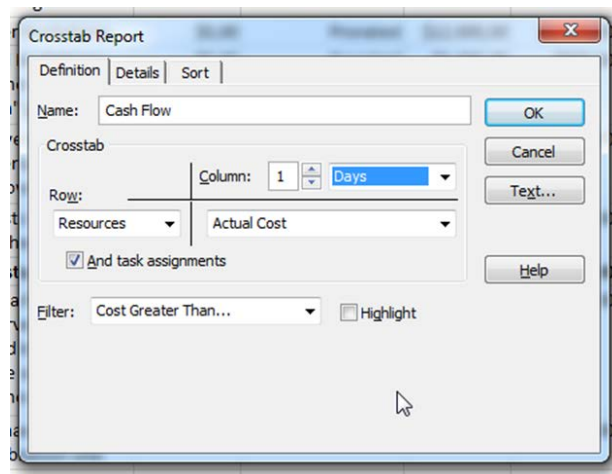 Crosstab Report
Definition Details Sort
Name: Cash Flow
OK
Crosstab
Cancel
Column: 1 Days
Row:
Text...
Resources Actual Cost
And task assignments
Help
Filter: Cost Greater Than... Highlight